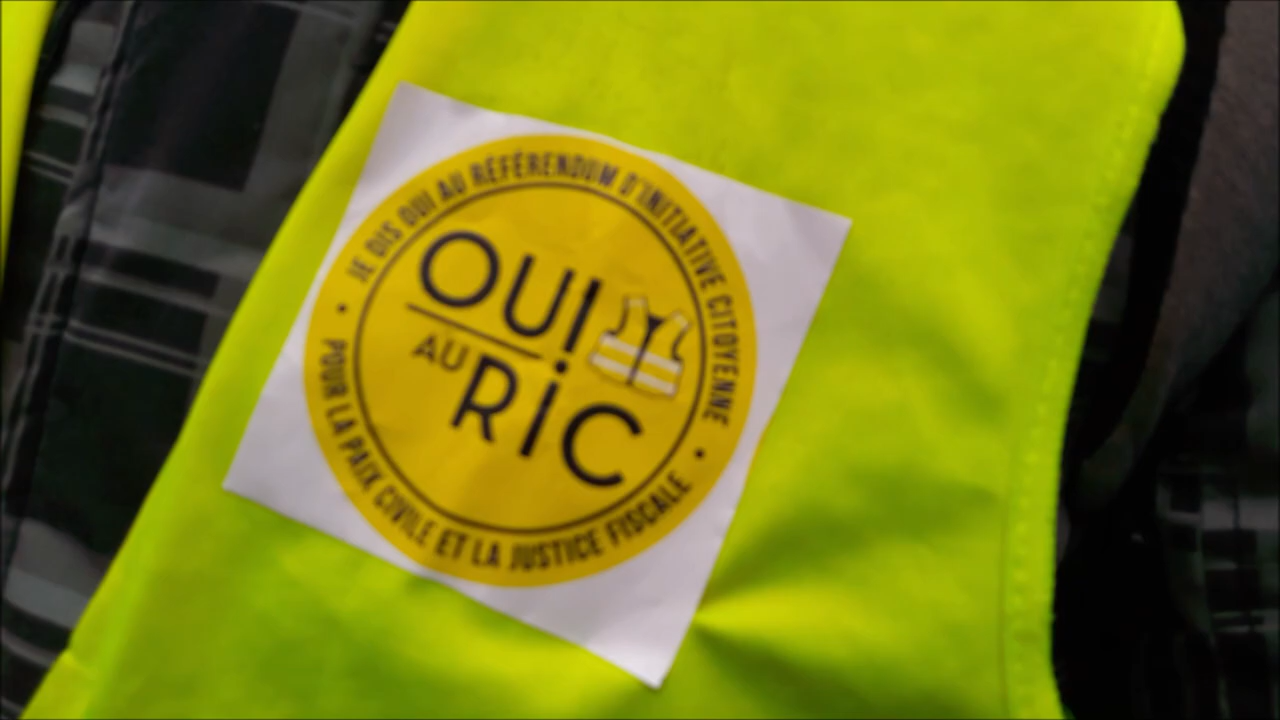 JE DIS OUI AU RÉFÉRENDUM D'INITIATIVE CITOYENNE
OUI
AU RIC
POUR LA PAIX CIVILE ET LA JUSTICE FISCALE